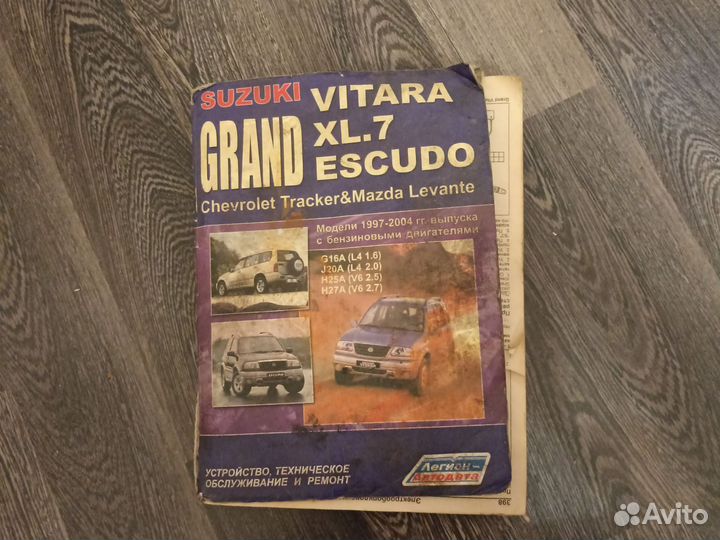 SUZUKI
GRAND
VITARA
XL.7
ESCUDO
Chevrolet Tracker&Mazda Levante
Модели 1997-2004 гг. выпуска
с бензиновыми двигателями
G16A (L4 1.6)
J20A (L4 2.0)
H25A (V6 2.5)
H27A (V6 2.7)
УСТРОЙСТВО, ТЕХНИЧЕСКОЕ
ОБСЛУЖИВАНИЕ И РЕМОНТ
Легион-
Автодата
398
Avito